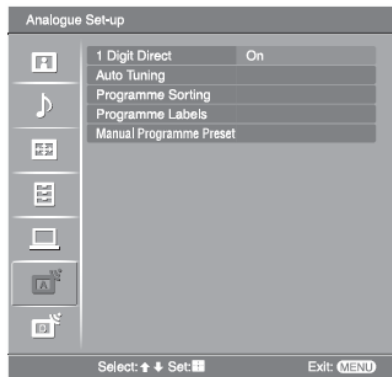 Analogue Set-up
1 Digit Direct On
Auto Tuning
Programme Sorting
Programme Labels
Manual Programme Preset
A
D
Select: Set: Exit: MENU